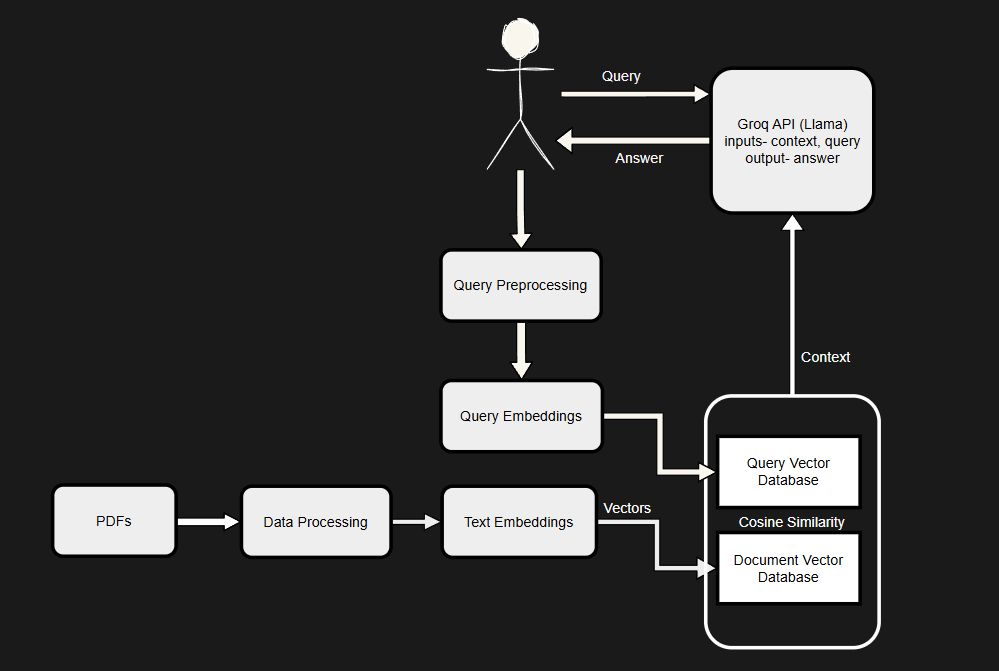 Query
Groq API (Llama)
inputs- context, query
output- answer
Answer
Query Preprocessing
Context
Query Embeddings
Query Vector
Database
PDFs
Data Processing
Text Embeddings
Vectors
Cosine Similarity
Document Vector
Database